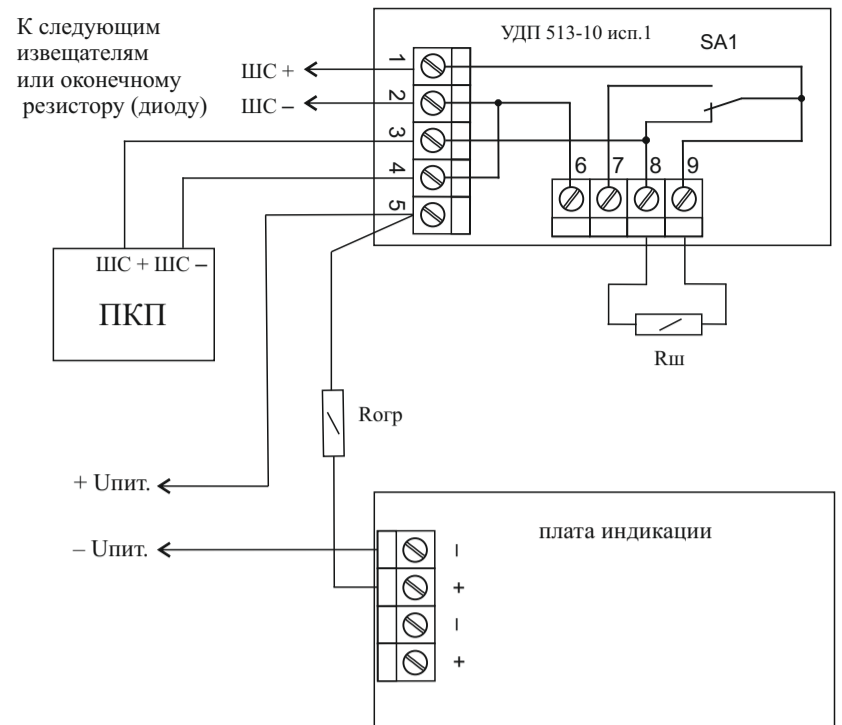 К следующим
извещателям
или оконечному
резистору (диоду)
УДП 513-10 исп.1
SA1
ШС +
ШС –
1
2
3
4
5
6 7 8 9
ШС + ШС –
ПКП
Rш
Rогр
+ Uпит.
– Uпит.
плата индикации
–
+
–
+